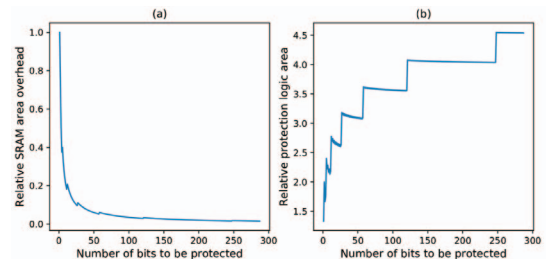 (a)
Relative SRAM area overhead
1.0
0.8
0.6
0.4
0.2
0.0
0 50 100 150 200 250 300
Number of bits to be protected
(b)
Relative protection logic area
4.5
4.0
3.5
3.0
2.5
2.0
1.5
0 50 100 150 200 250 300
Number of bits to be protected